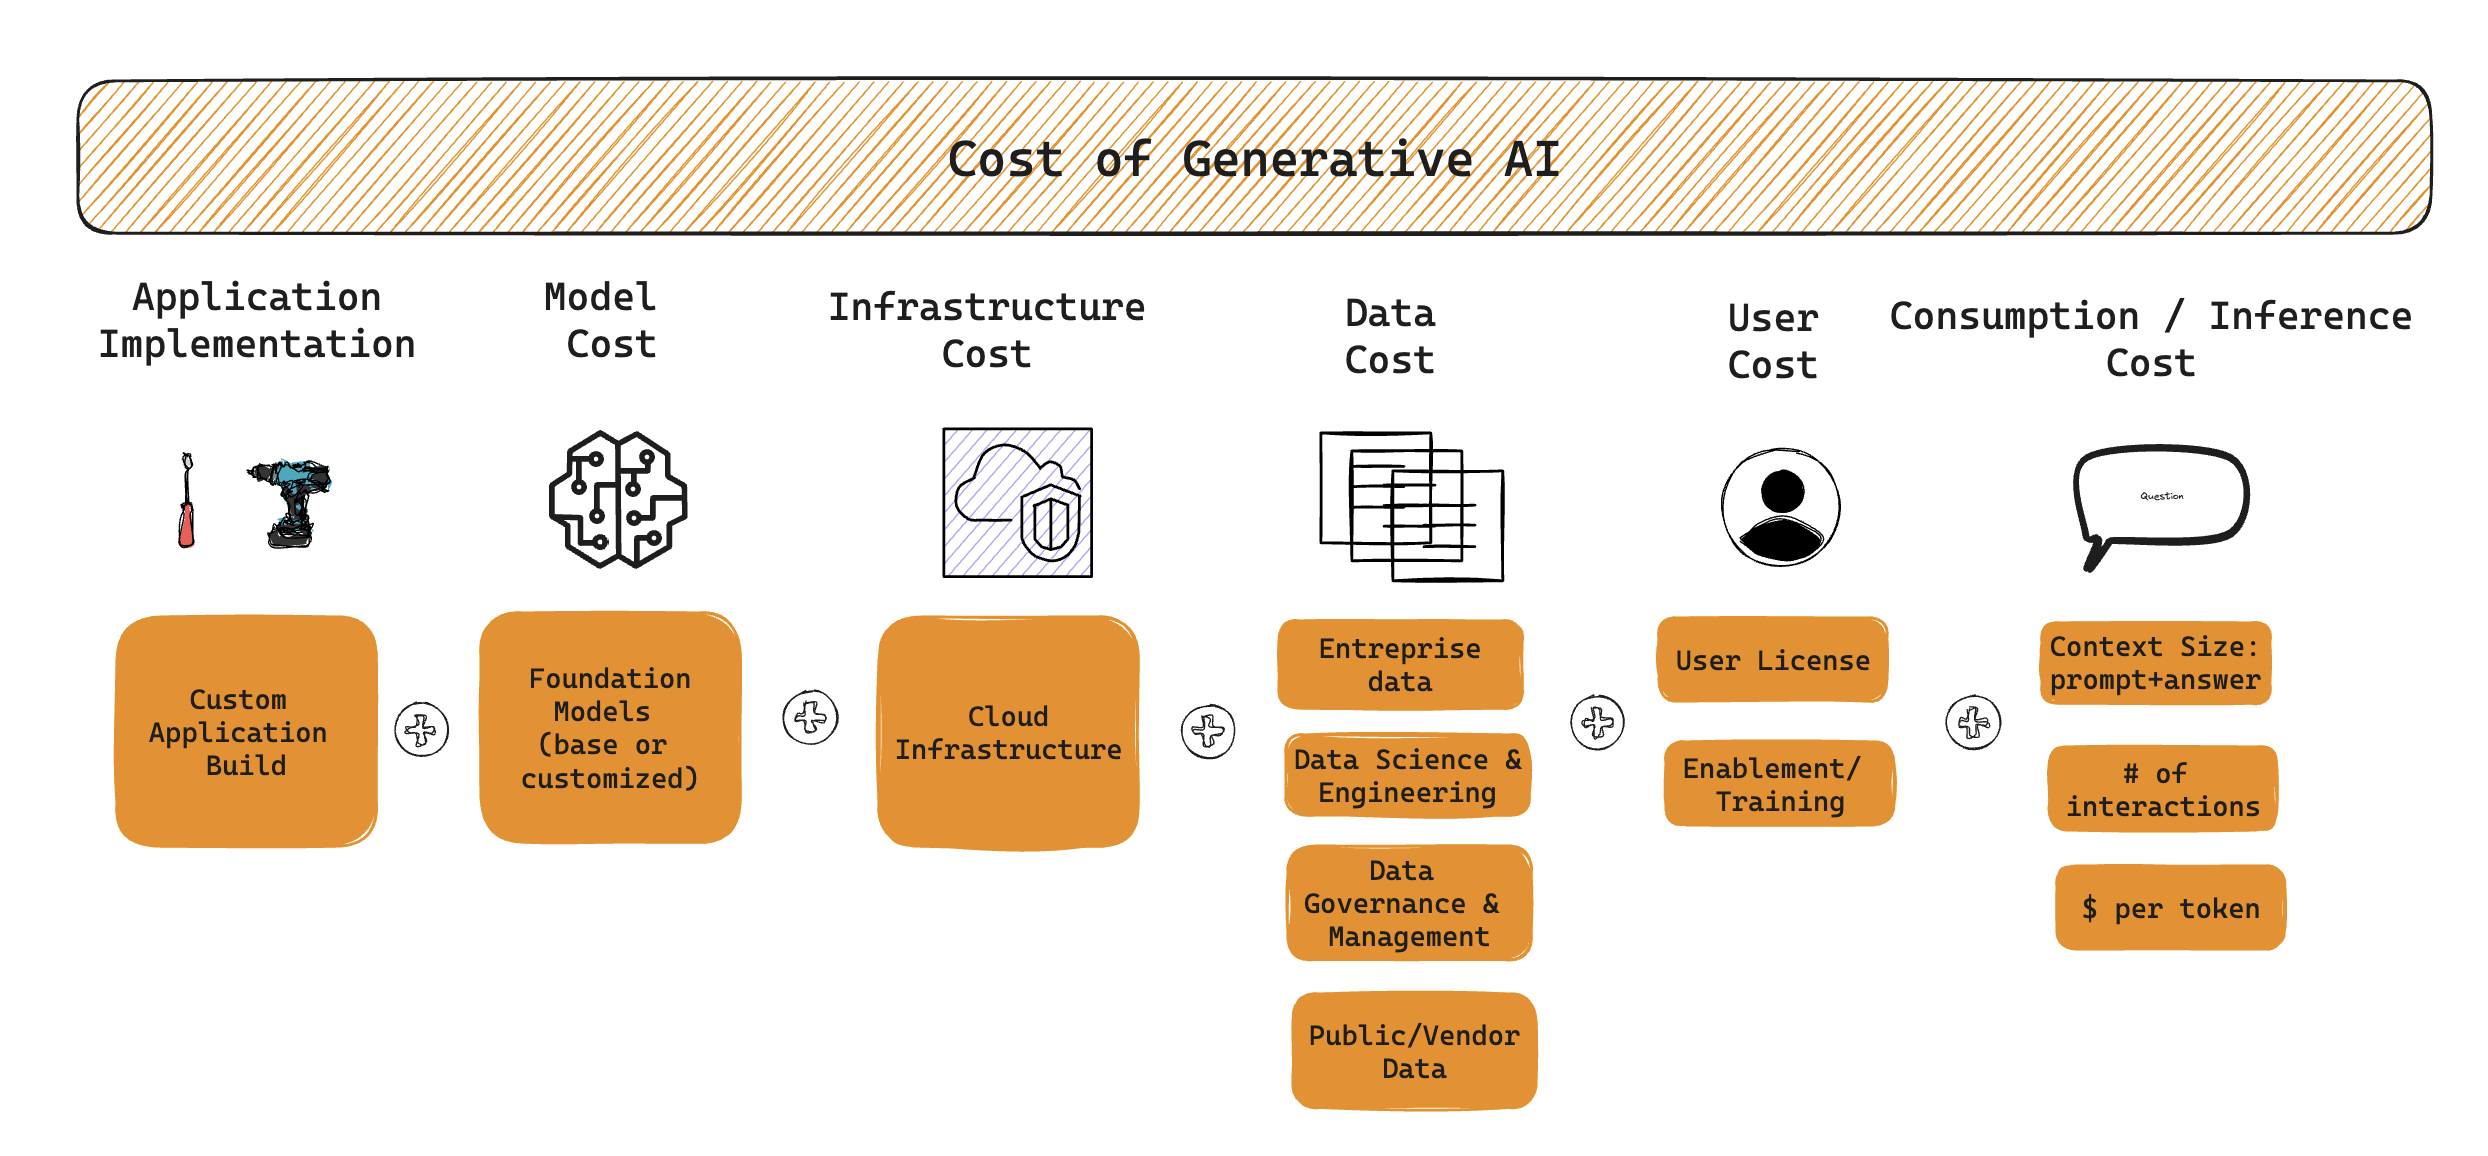 Cost of Generative AI
Application
Implementation
Model
Cost
Infrastructure
Cost
Data
Cost
User
Cost
Consumption / Inference
Cost
Question
Custom
Application
Build
Foundation
Models
(base or
customized)
Cloud
Infrastructure
Entreprise
data
Data Science &
Engineering
Data
Governance &
Management
Public/Vendor
Data
User License
Enablement/
Training
Context Size:
prompt+answer
# of
interactions
$ per token